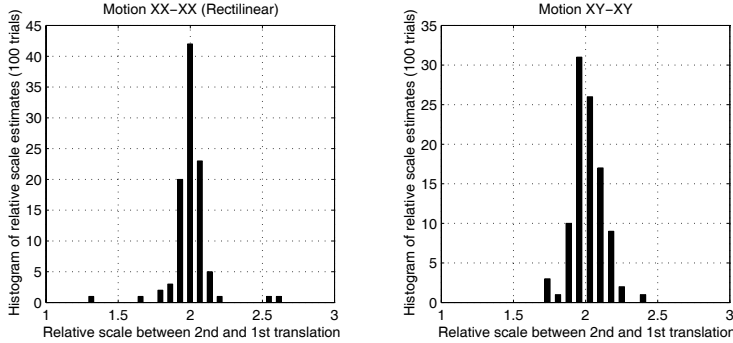 Motion XX−XX (Rectilinear)
Histogram of relative scale estimates (100 trials)
45
40
35
30
25
20
15
10
5
0
1 1.5 2 2.5 3
Relative scale between 2nd and 1st translation
Motion XY−XY
Histogram of relative scale estimates (100 trials)
35
30
25
20
15
10
5
0
1 1.5 2 2.5 3
Relative scale between 2nd and 1st translation